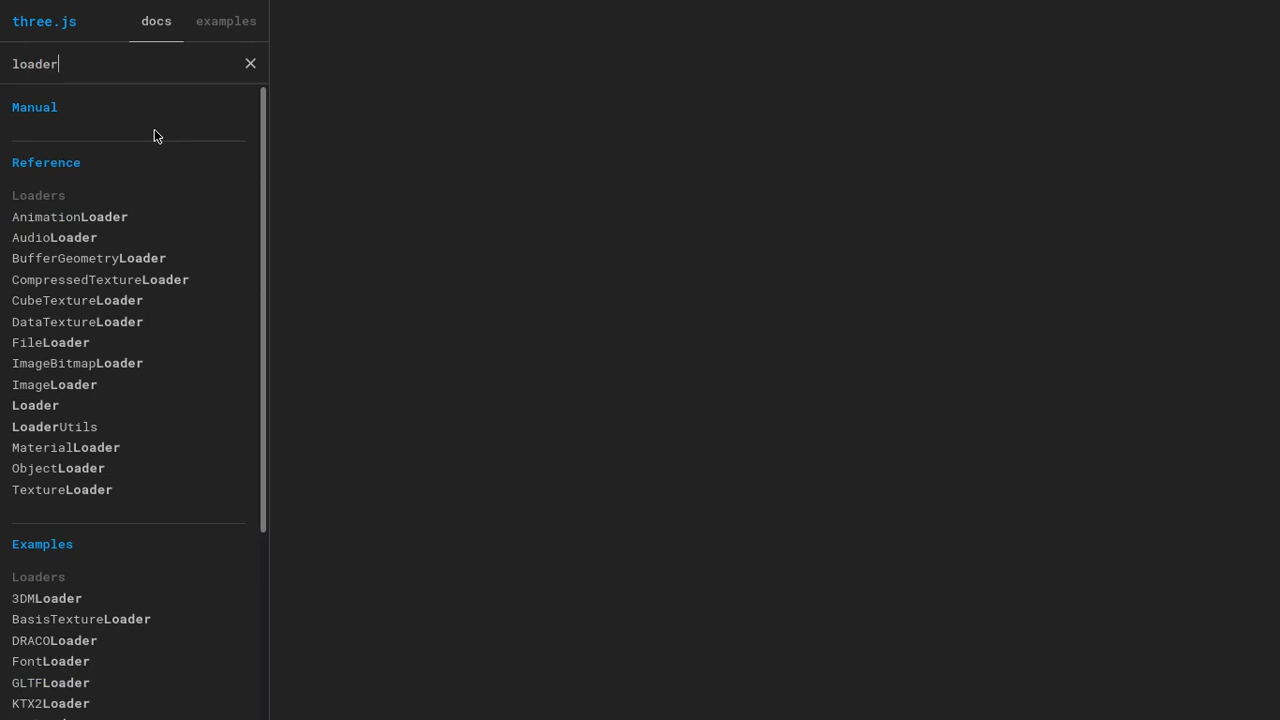 three.js docs examples
loader
Manual
Reference
Loaders
AnimationLoader
AudioLoader
BufferGeometryLoader
CompressedTextureLoader
CubeTextureLoader
DataTextureLoader
FileLoader
ImageBitmapLoader
ImageLoader
Loader
LoaderUtils
MaterialLoader
ObjectLoader
TextureLoader
Examples
Loaders
3DMLoader
BasisTextureLoader
DRACOLoader
FontLoader
GLTFLoader
KTX2Loader